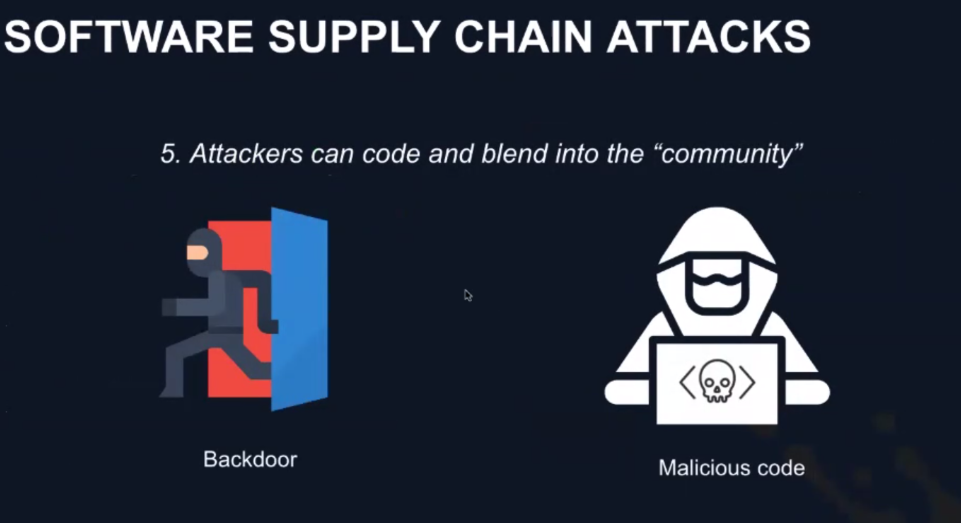 SOFTWARE SUPPLY CHAIN ATTACKS
5. Attackers can code and blend into the “community”
Backdoor
Malicious code